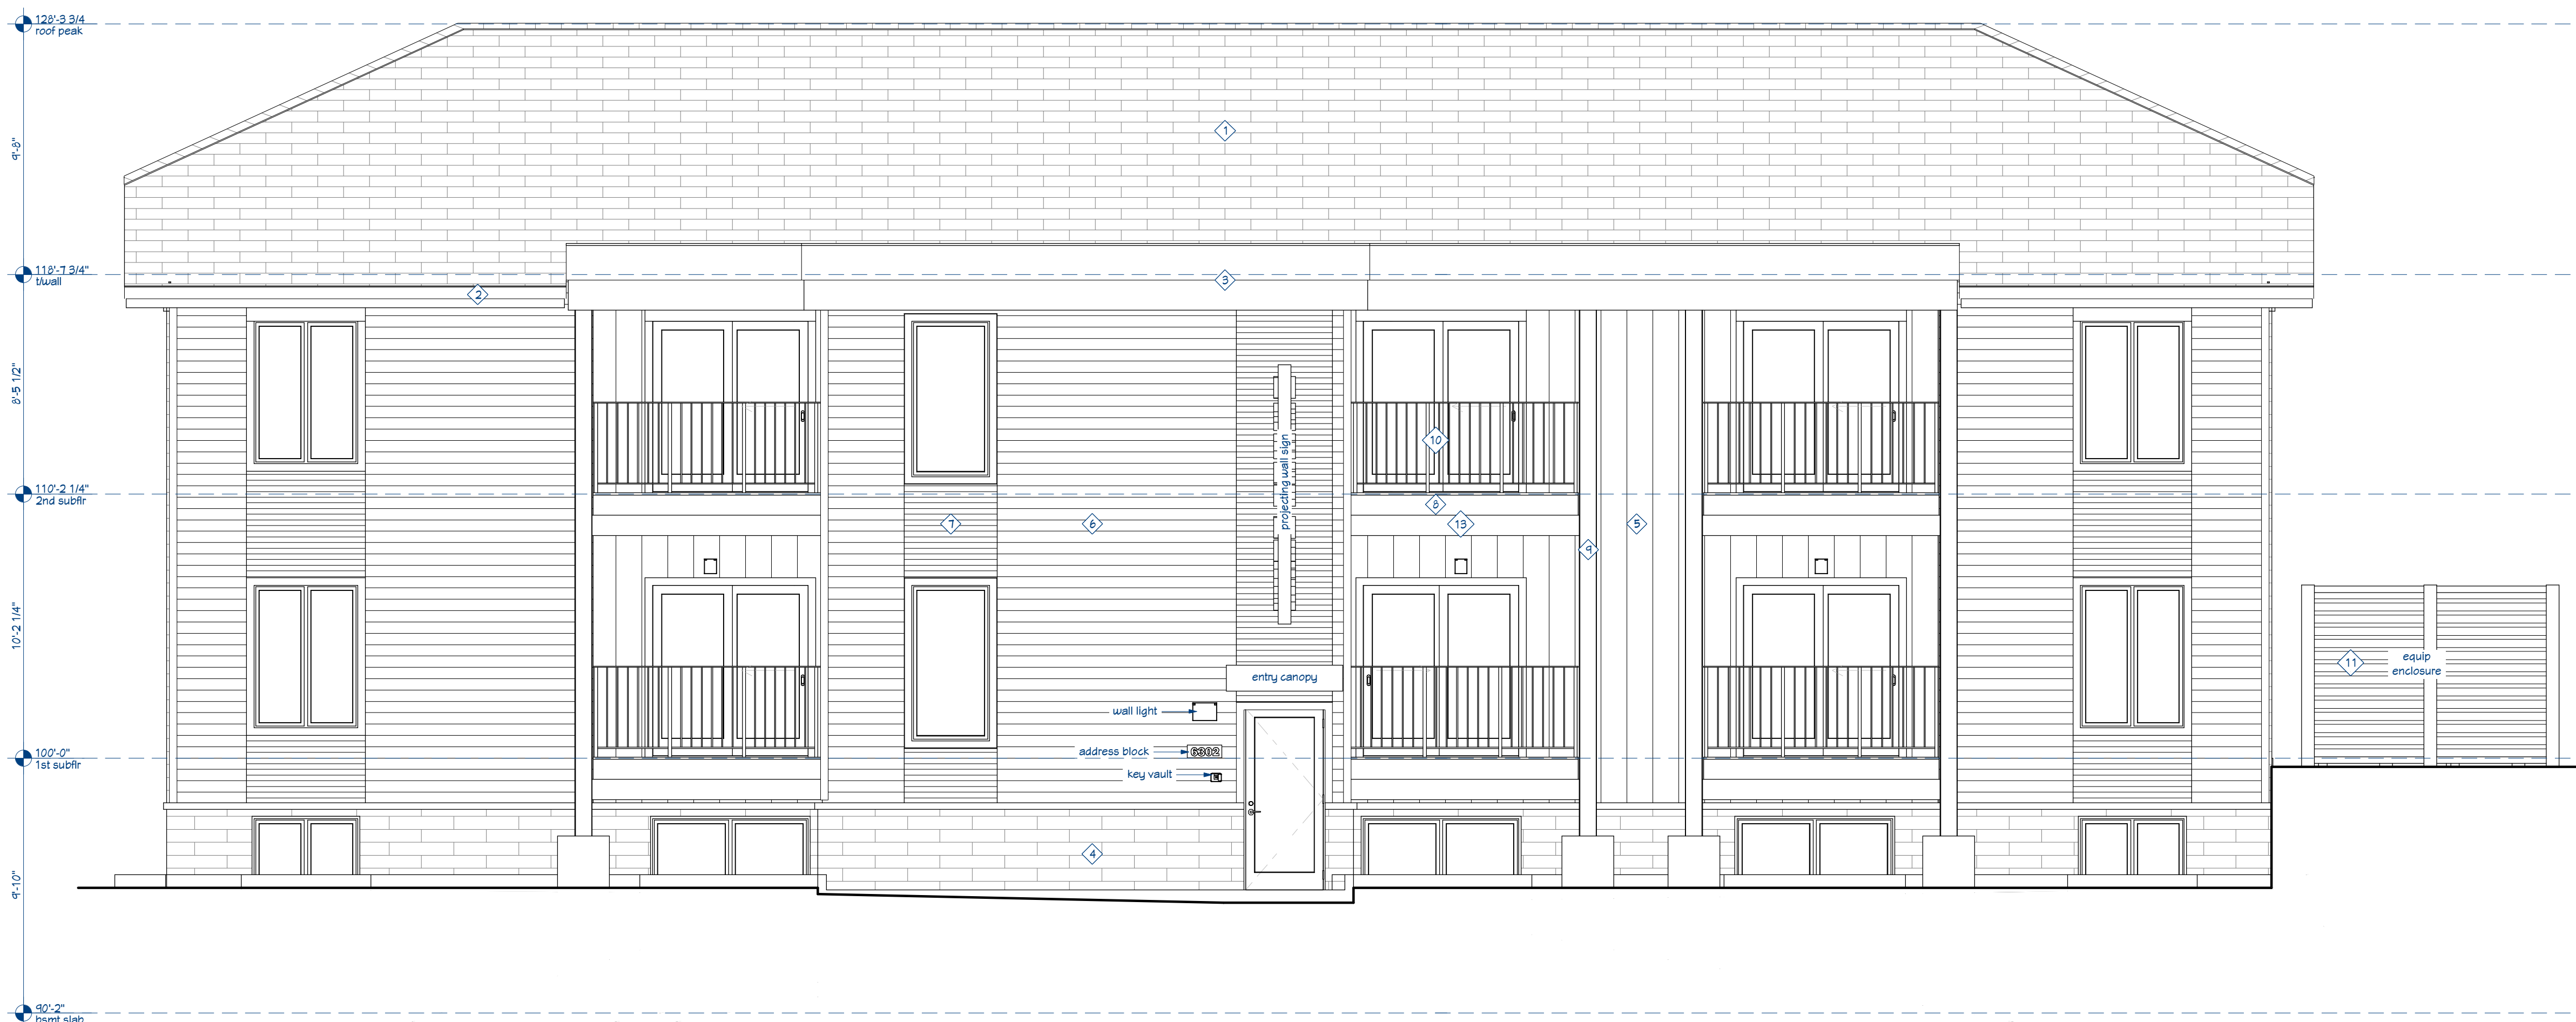 128'-3 3/4
roof peak
9'-8"
1
118'-7 3/4"
t/wall
2
3
8'-5 1/2"
10
projecting wall sign
110'-2 1/4"
2nd subflr
8
7
6
13
5
9
10'-2 1/4"
11
equip
enclosure
entry canopy
wall light
address block
6302
100'-0"
1st subflr
key vault
4
9'-10"
90'-2"
bsmt slab